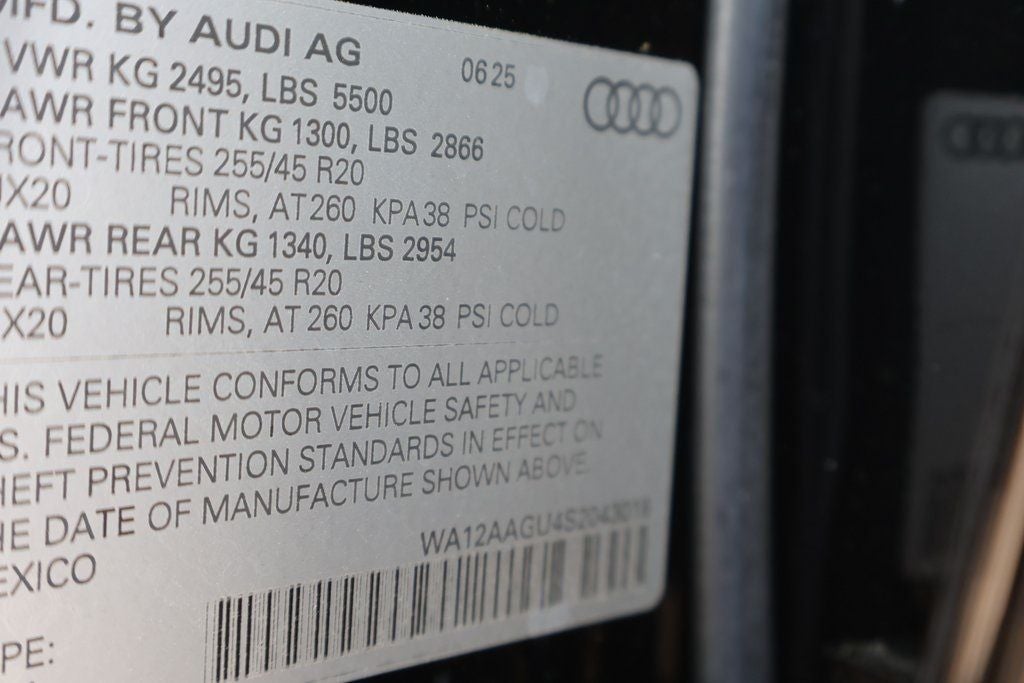 MFD. BY AUDI AG 0625
VWR KG 2495, LBS 5500
AWR FRONT KG 1300, LBS 2866
RONT-TIRES 255/45 R20
X20 RIMS, AT 260 KPA 38 PSI COLD
AWR REAR KG 1340, LBS 2954
EAR-TIRES 255/45 R20
X20 RIMS, AT 260 KPA 38 PSI COLD
HIS VEHICLE CONFORMS TO ALL APPLICABLE
S. FEDERAL MOTOR VEHICLE SAFETY AND
HEFT PREVENTION STANDARDS IN EFFECT ON
HE DATE OF MANUFACTURE SHOWN ABOVE.
EXICO
PE: